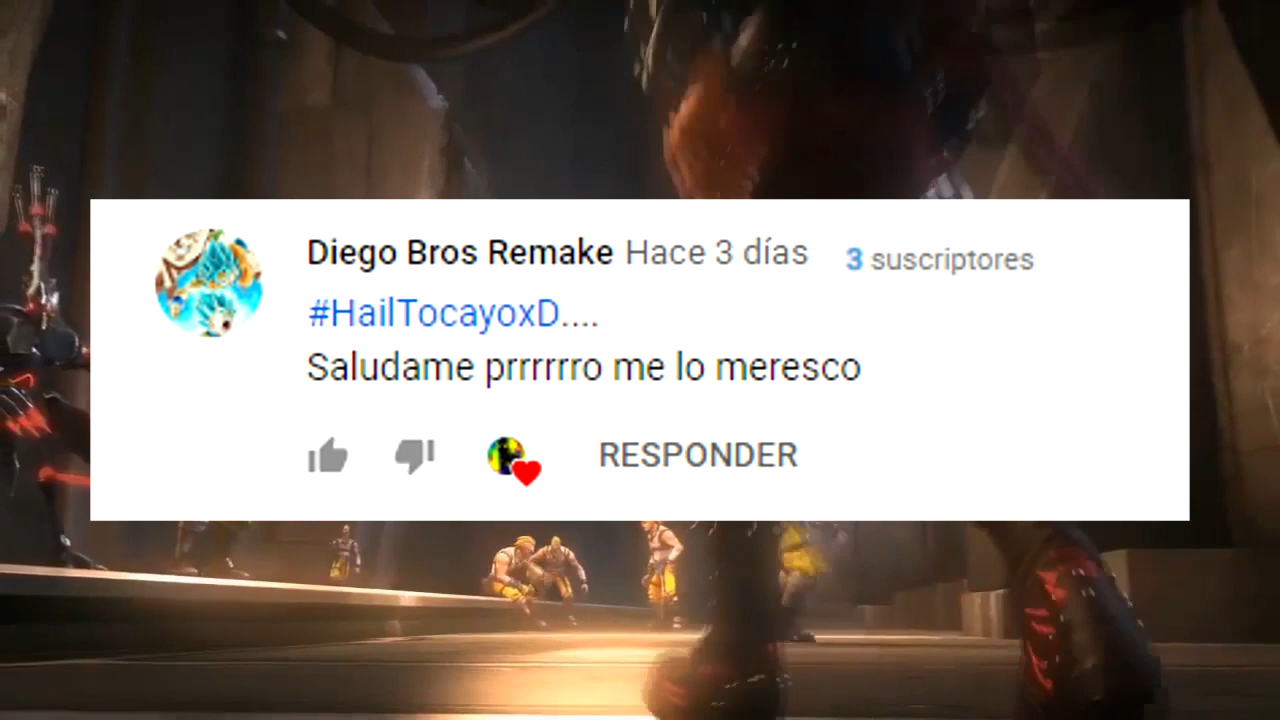 Diego Bros Remake Hace 3 días 3 suscriptores
#HailTocayoxD....
Saludame prrrrrro me lo meresco
RESPONDER